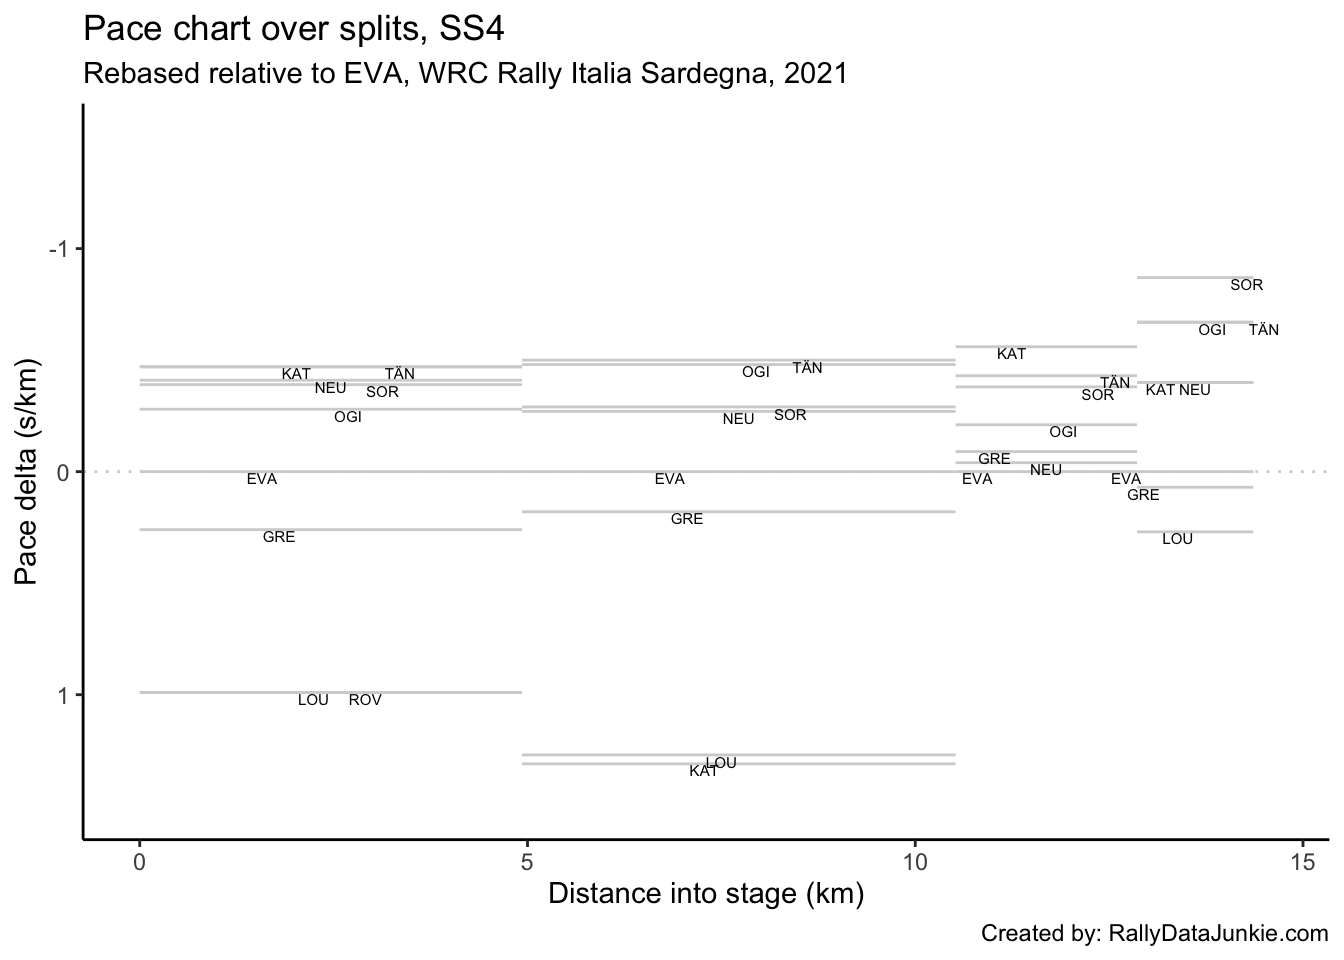 Pace chart over splits, SS4
Rebased relative to EVA, WRC Rally Italia Sardegna, 2021
Pace delta (s/km)
-1
0
1
SOR
OGI TÄN
KAT
OGI TÄN
KAT TÄN
TÄN
NEU SOR
SOR
KAT NEU
OGI
NEU SOR
OGI
GRE
NEU
EVA
EVA
EVA
EVA
GRE
GRE
GRE
LOU
LOU ROV
LOU
KAT
0 5 10 15
Distance into stage (km)
Created by: RallyDataJunkie.com